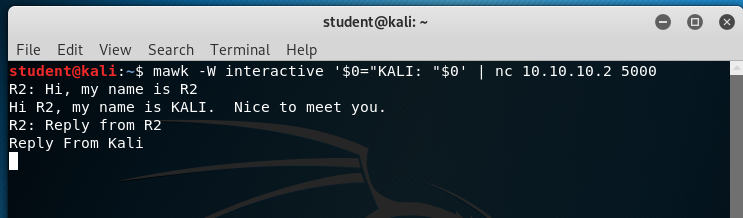 student@kali: ~
File Edit View Search Terminal Help
student@kali:~$ mawk -W interactive '$0="KALI: "$0' | nc 10.10.10.2 5000
R2: Hi, my name is R2
Hi R2, my name is KALI.  Nice to meet you.
R2: Reply from R2
Reply From Kali